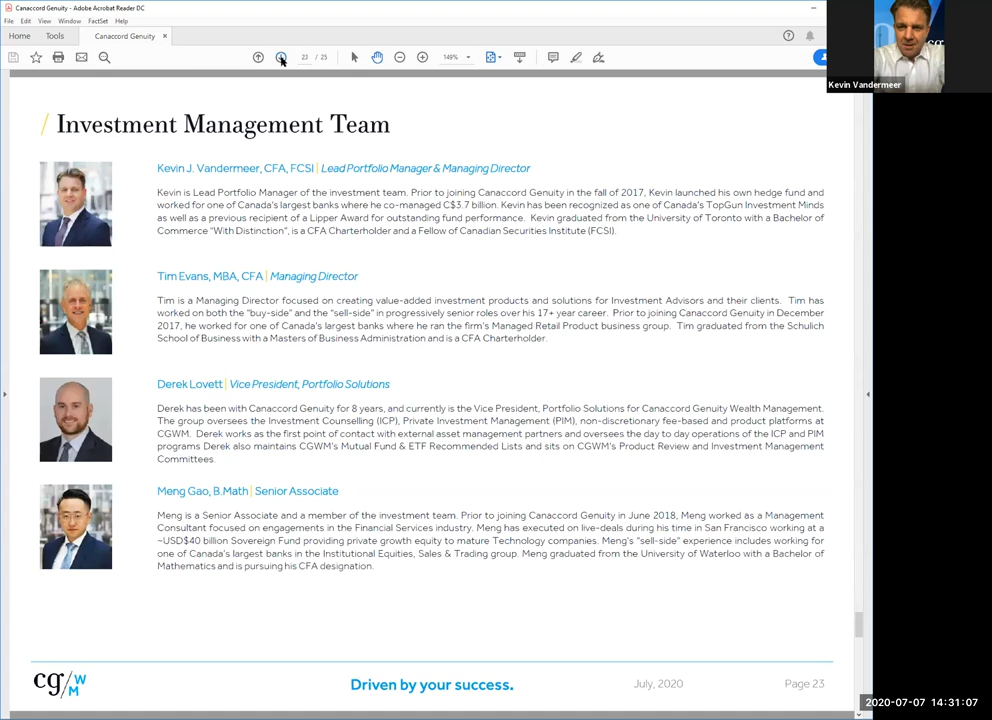 Canaccord Genuity - Adobe Acrobat Reader DC
File Edit View Window FactSet Help
Home Tools Canaccord Genuity ×
23 / 25 149%
Kevin Vandermeer
/ Investment Management Team
Kevin J. Vandermeer, CFA, FCSI | Lead Portfolio Manager & Managing Director
Kevin is Lead Portfolio Manager of the investment team. Prior to joining Canaccord Genuity in the fall of 2017, Kevin launched his own hedge fund and
worked for one of Canada's largest banks where he co-managed C$3.7 billion. Kevin has been recognized as one of Canada's TopGun Investment Minds
as well as a previous recipient of a Lipper Award for outstanding fund performance. Kevin graduated from the University of Toronto with a Bachelor of
Commerce "With Distinction", is a CFA Charterholder and a Fellow of Canadian Securities Institute (FCSI).
Tim Evans, MBA, CFA | Managing Director
Tim is a Managing Director focused on creating value-added investment products and solutions for Investment Advisors and their clients. Tim has
worked on both the "buy-side" and the "sell-side" in progressively senior roles over his 17+ year career. Prior to joining Canaccord Genuity in December
2017, he worked for one of Canada's largest banks where he ran the firm's Managed Retail Product business group. Tim graduated from the Schulich
School of Business with a Masters of Business Administration and is a CFA Charterholder.
Derek Lovett | Vice President, Portfolio Solutions
Derek has been with Canaccord Genuity for 8 years, and currently is the Vice President, Portfolio Solutions for Canaccord Genuity Wealth Management.
The group oversees the Investment Counselling (ICP), Private Investment Management (PIM), non-discretionary fee-based and product platforms at
CGWM. Derek works as the first point of contact with external asset management partners and oversees the day to day operations of the ICP and PIM
programs Derek also maintains CGWM's Mutual Fund & ETF Recommended Lists and sits on CGWM's Product Review and Investment Management
Committees.
Meng Gao, B.Math | Senior Associate
Meng is a Senior Associate and a member of the investment team. Prior to joining Canaccord Genuity in June 2018, Meng worked as a Management
Consultant focused on engagements in the Financial Services industry. Meng has executed on live-deals during his time in San Francisco working at a
~USD$40 billion Sovereign Fund providing private growth equity to mature Technology companies. Meng's "sell-side" experience includes working for
one of Canada's largest banks in the Institutional Equities, Sales & Trading group. Meng graduated from the University of Waterloo with a Bachelor of
Mathematics and is pursuing his CFA designation.
cg/WM
Driven by your success.
July, 2020
Page 23
2020-07-07 14:31:07